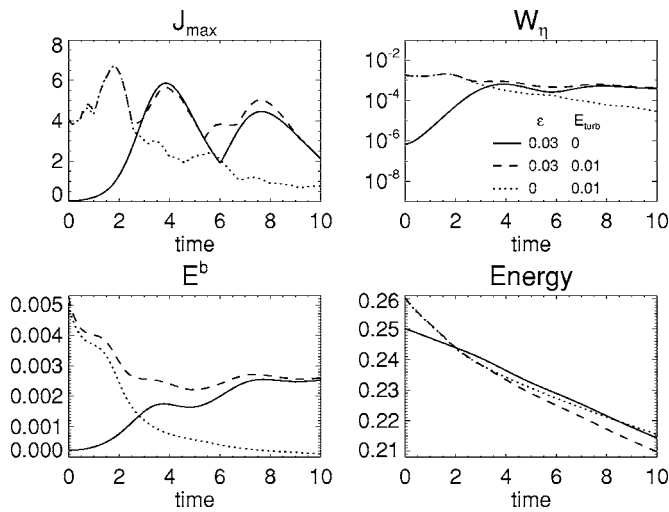 J_max
8
6
4
2
0
0 2 4 6 8 10
time
W_η
10^-2
10^-4
10^-6
10^-8
ε E_turb
0.03 0
0.03 0.01
0 0.01
0 2 4 6 8 10
time
E^b
0.005
0.004
0.003
0.002
0.001
0.000
0 2 4 6 8 10
time
Energy
0.26
0.25
0.24
0.23
0.22
0.21
0 2 4 6 8 10
time